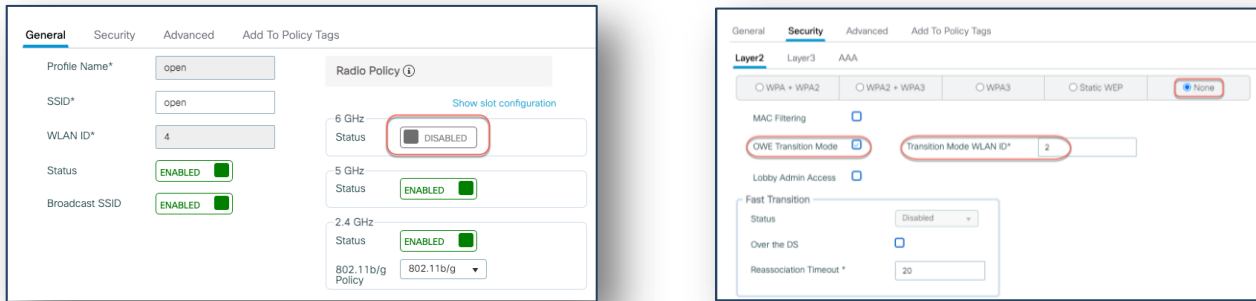 General Security Advanced Add To Policy Tags
Profile Name* open
SSID* open
WLAN ID* 4
Status ENABLED
Broadcast SSID ENABLED
Radio Policy
Show slot configuration
6 GHz
Status DISABLED
5 GHz
Status ENABLED
2.4 GHz
Status ENABLED
802.11b/g Policy 802.11b/g
General Security Advanced Add To Policy Tags
Layer2 Layer3 AAA
WPA + WPA2 WPA2 + WPA3 WPA3 Static WEP None
MAC Filtering
OWE Transition Mode Transition Mode WLAN ID* 2
Lobby Admin Access
Fast Transition
Status Disabled
Over the DS
Reassociation Timeout * 20